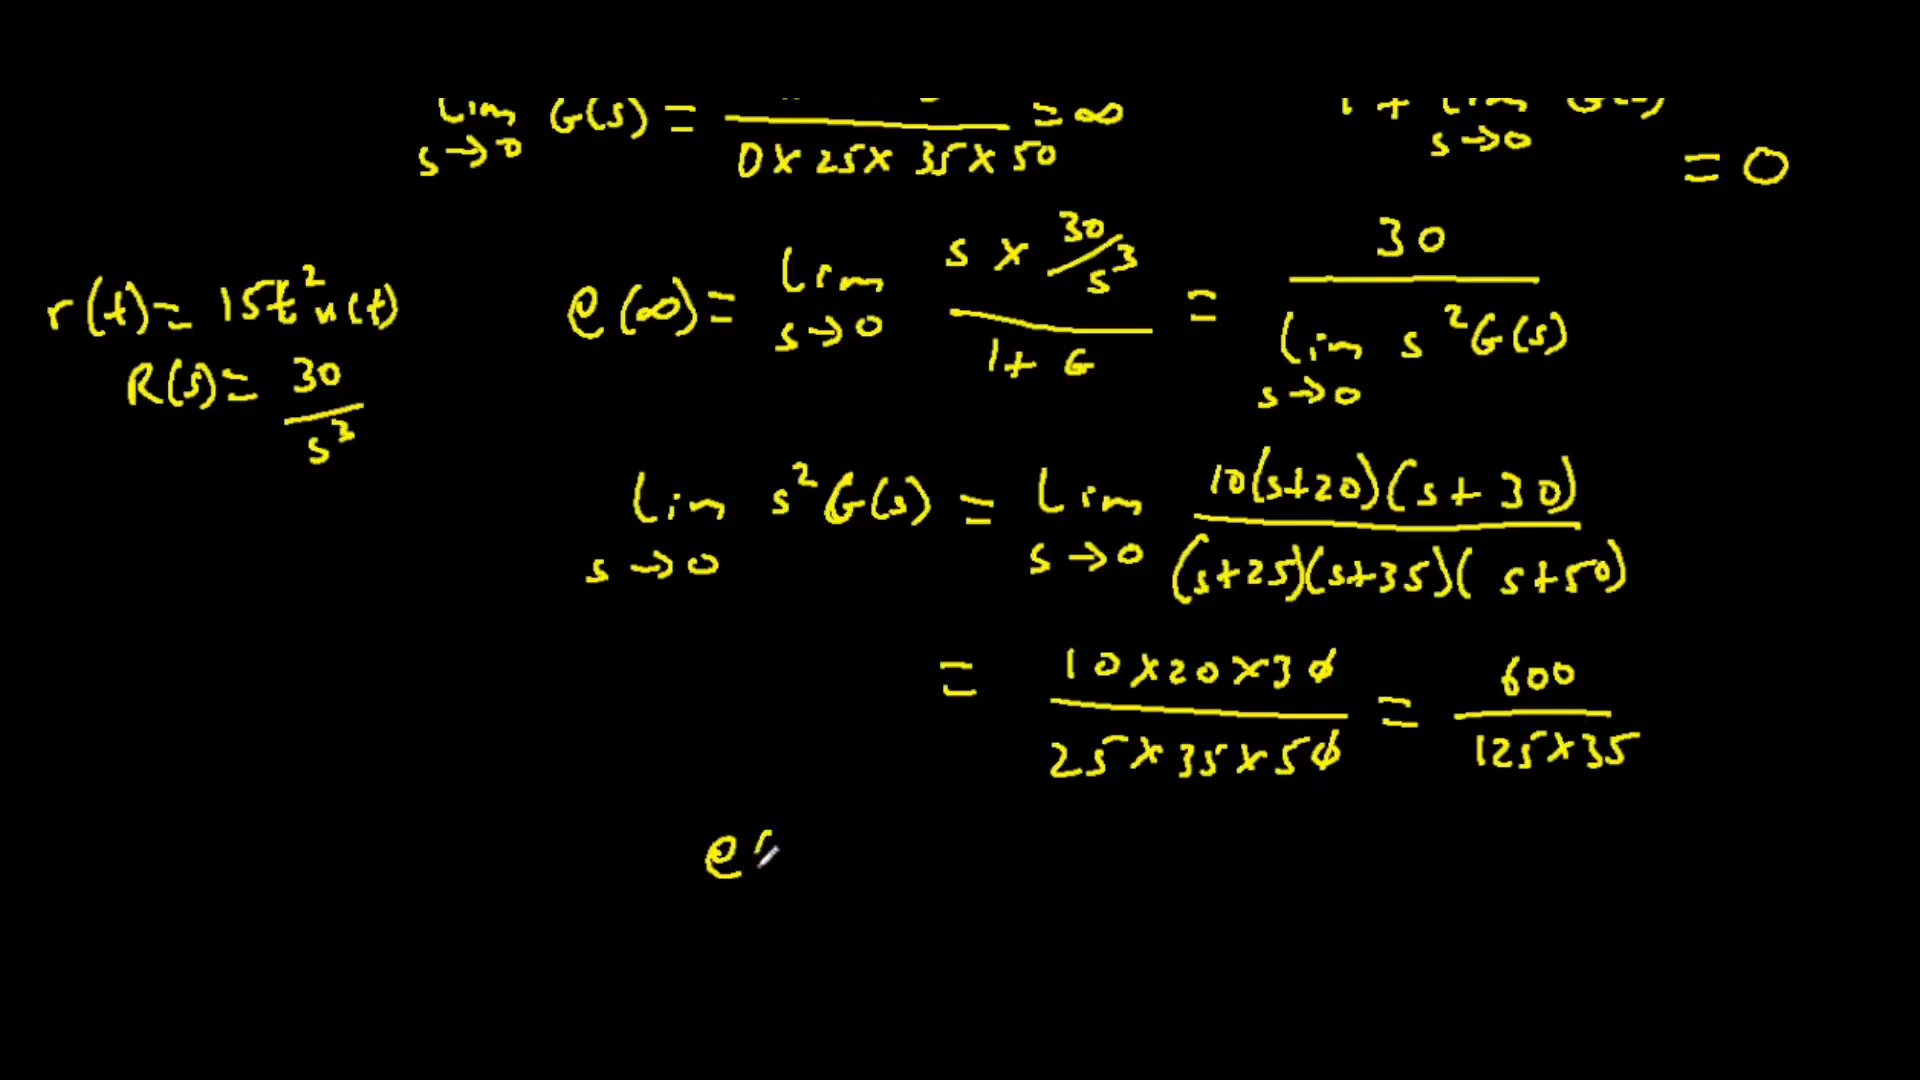 lim G(s) = ‾‾ = ∞
s→0 0 × 25 × 35 × 50
1 + lim G(s)
s→0
= 0
r(t) = 15t²u(t)
R(s) = 30/s³
e(∞) = lim s→0 (s × 30/s³)/(1 + G) = 30/(lim s→0 s²G(s))
lim s→0 s²G(s) = lim s→0 10(s+20)(s+30)/((s+25)(s+35)(s+50))
= (10×20×30)/(25×35×50) = 600/(125×35)
e